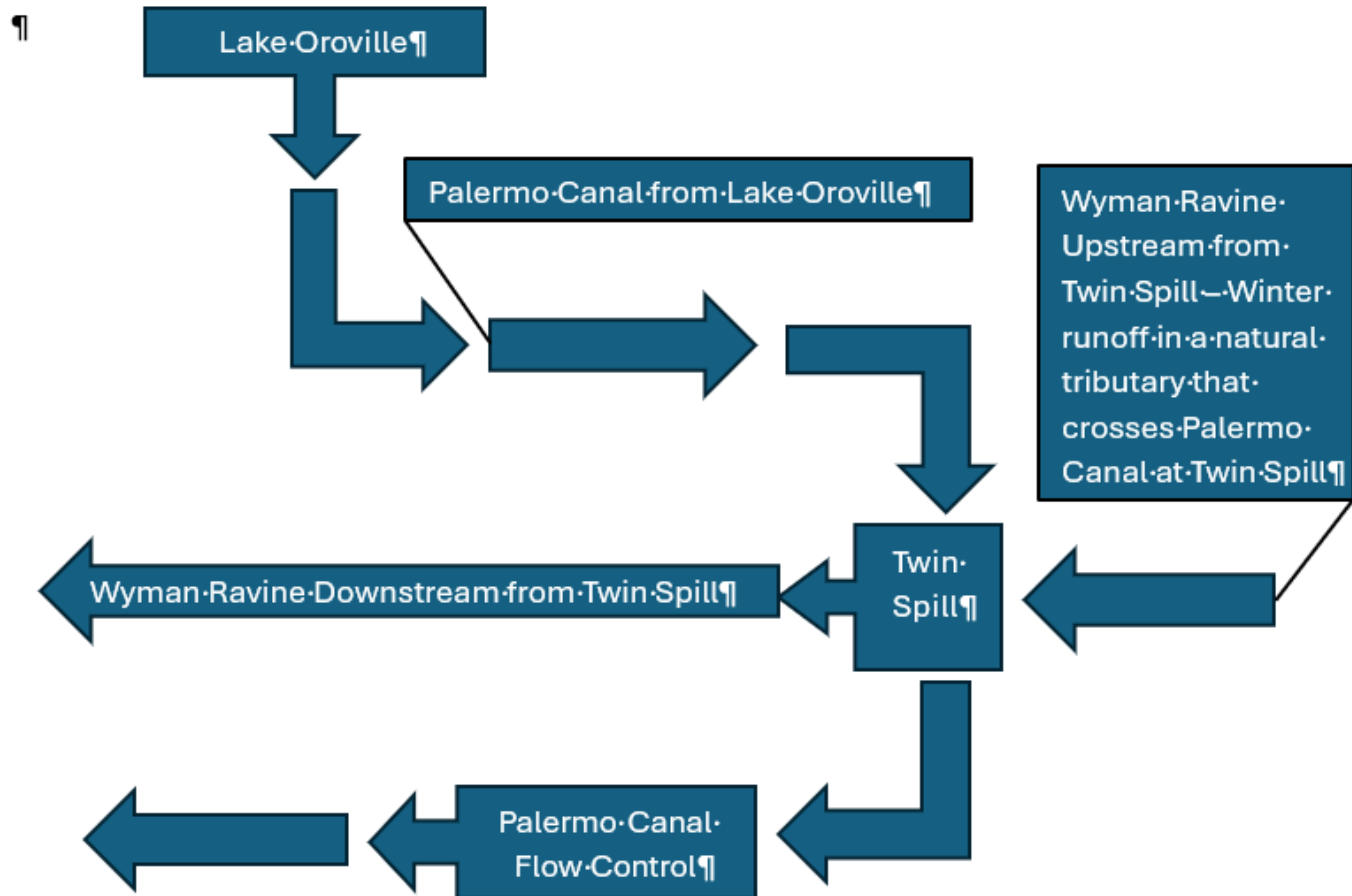 ¶
Lake·Oroville¶
Palermo·Canal·from·Lake·Oroville¶
Wyman·Ravine·
Upstream·from·
Twin·Spill·–·Winter·
runoff·in·a·natural·
tributary·that·
crosses·Palermo·
Canal·at·Twin·Spill¶
Twin·
Spill¶
Wyman·Ravine·Downstream·from·Twin·Spill¶
Palermo·Canal·
Flow·Control¶